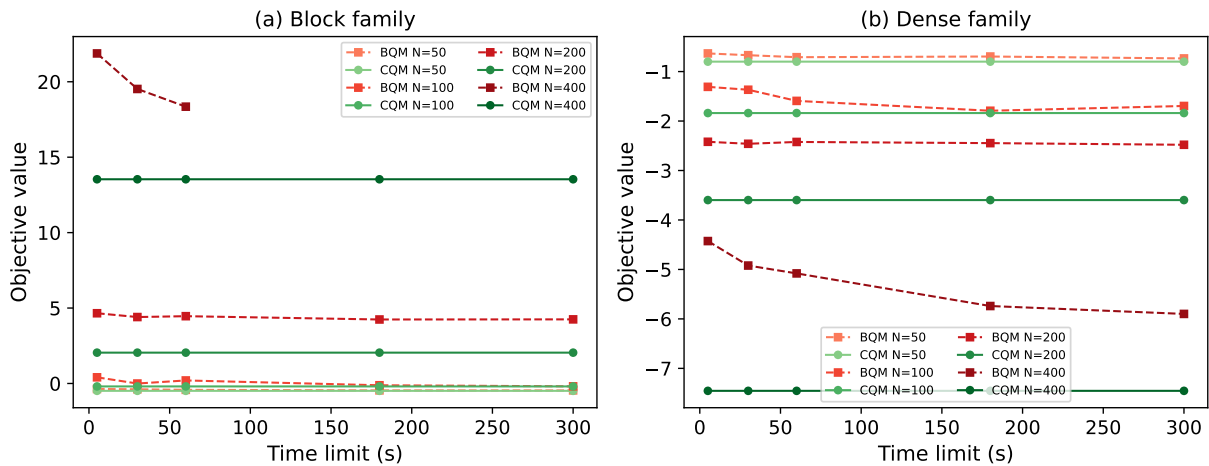 (a) Block family
Objective value
20
15
10
5
0
BQM N=50
CQM N=50
BQM N=100
CQM N=100
BQM N=200
CQM N=200
BQM N=400
CQM N=400
0 50 100 150 200 250 300
Time limit (s)
(b) Dense family
Objective value
−1
−2
−3
−4
−5
−6
−7
BQM N=50
CQM N=50
BQM N=100
CQM N=100
BQM N=200
CQM N=200
BQM N=400
CQM N=400
0 50 100 150 200 250 300
Time limit (s)